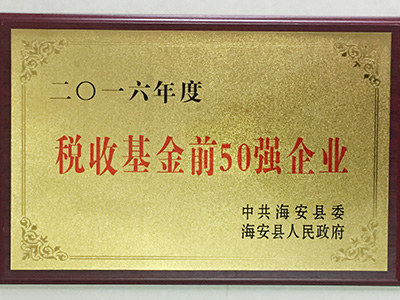 二〇一六年度
税收基金前50强企业
中共海安县委
海安县人民政府